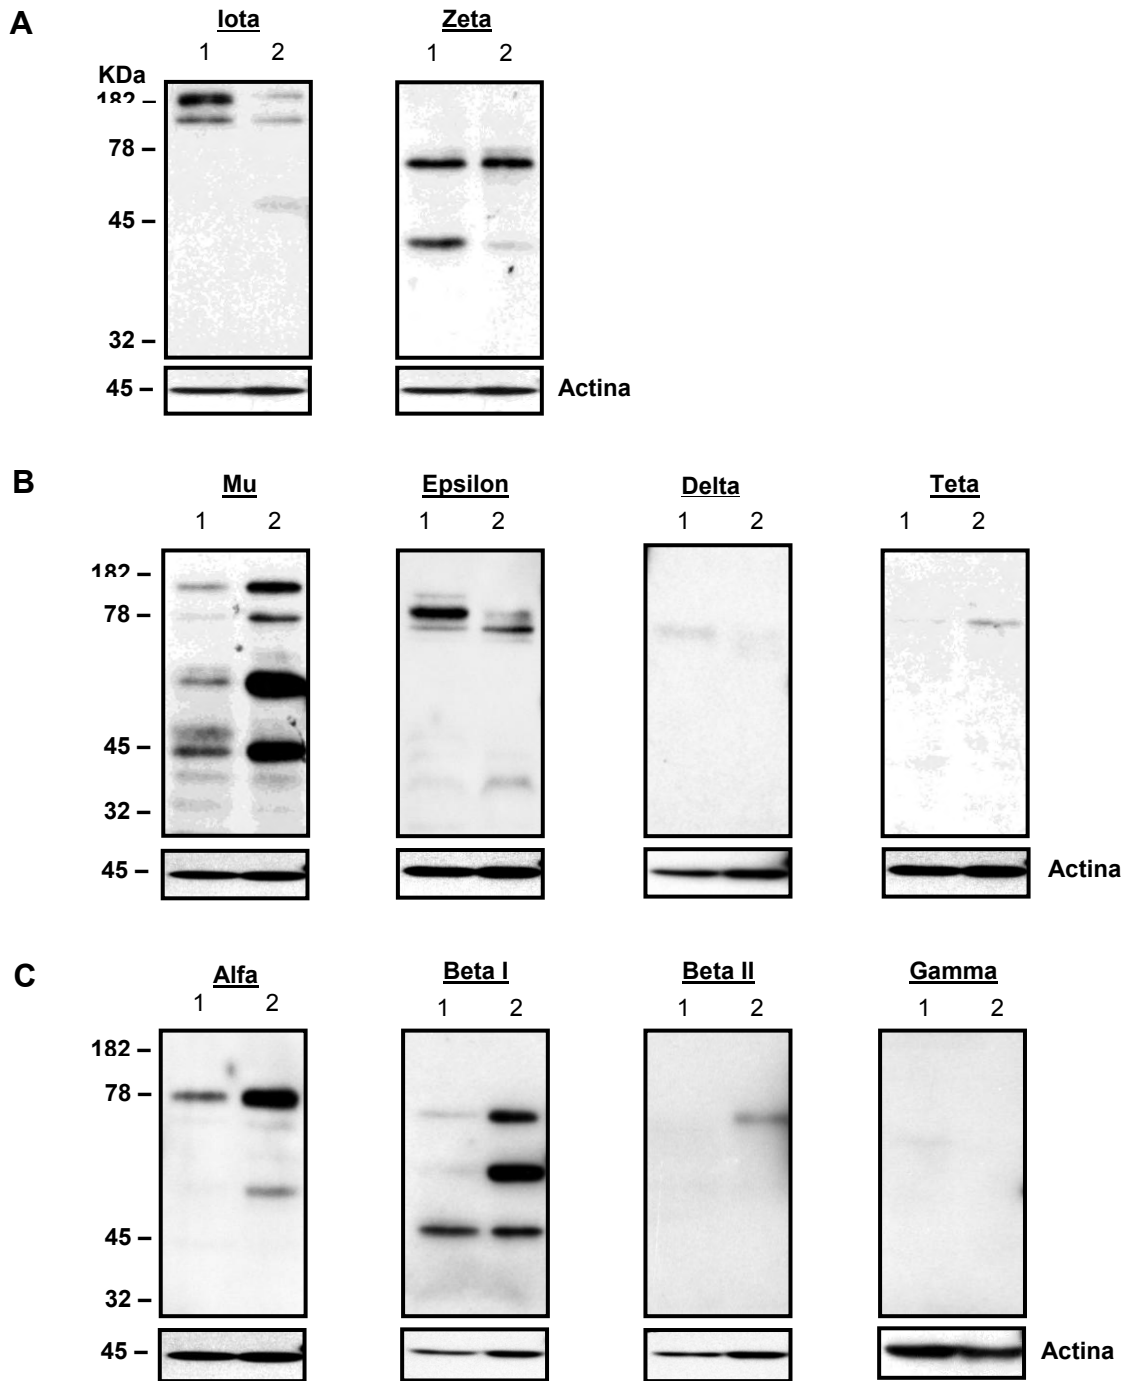 A
Iota Zeta
1 2 1 2
KDa
182 –
78 –
45 –
32 –
45 – Actina
B
Mu Epsilon Delta Teta
1 2 1 2 1 2 1 2
182 –
78 –
45 –
32 –
45 – Actina
C
Alfa Beta I Beta II Gamma
1 2 1 2 1 2 1 2
182 –
78 –
45 –
32 –
45 – Actina